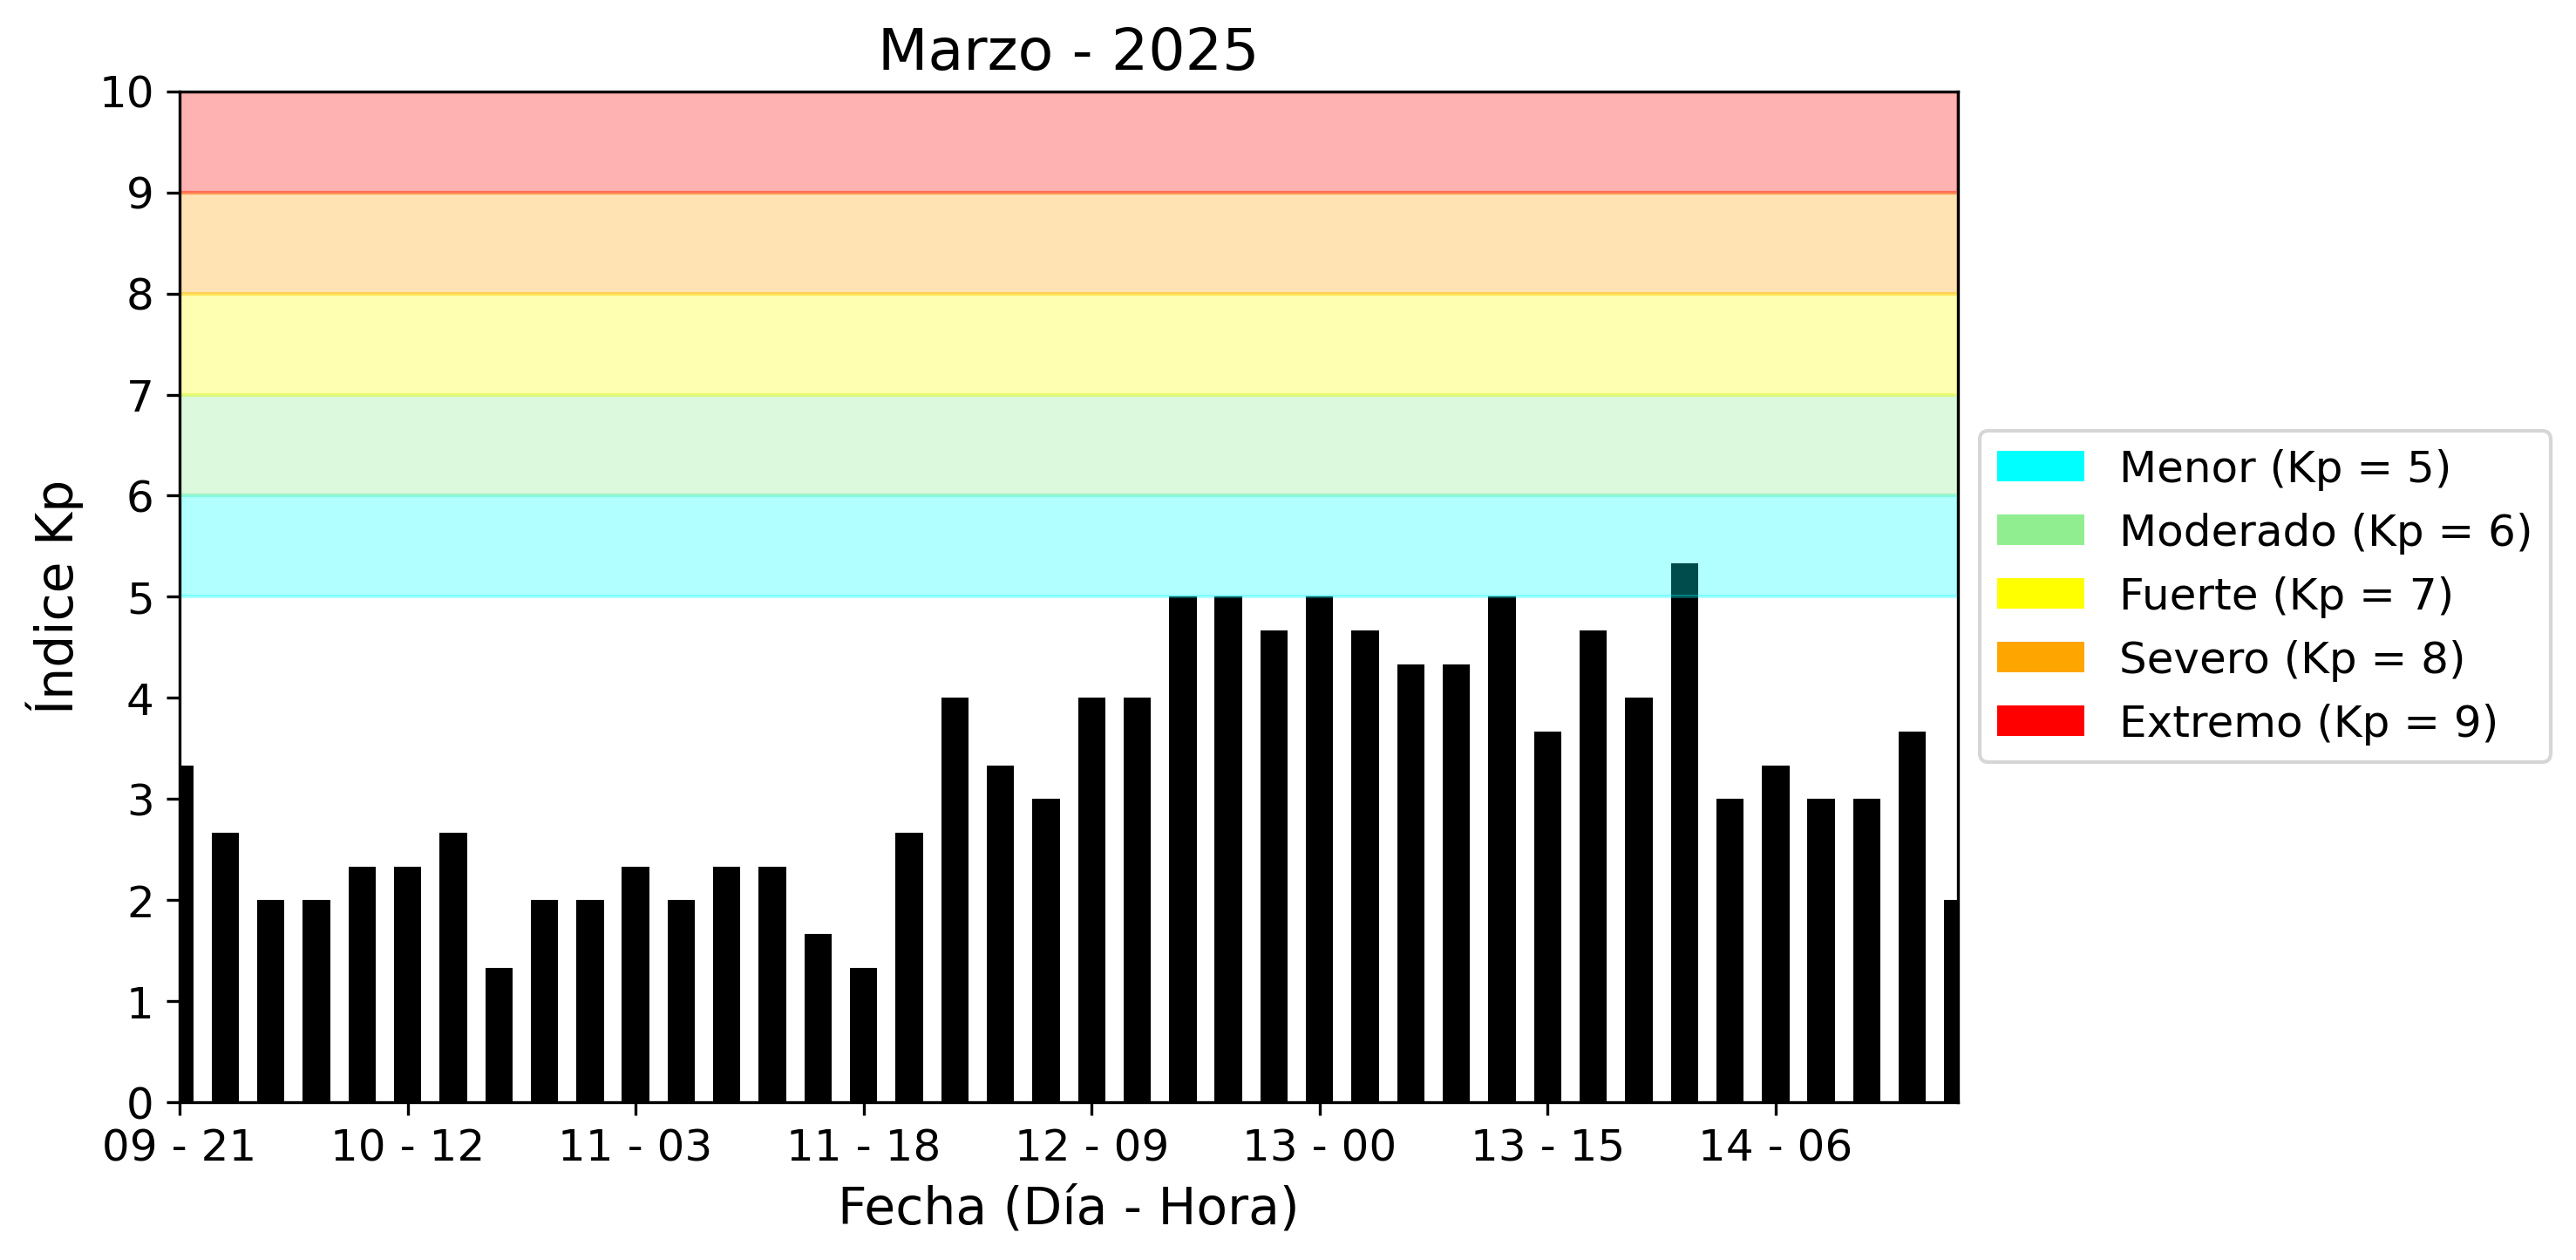 Marzo - 2025
10
9
8
7
6
5
4
3
2
1
0
Índice Kp
09 - 21
10 - 12
11 - 03
11 - 18
12 - 09
13 - 00
13 - 15
14 - 06
Fecha (Día - Hora)
Menor (Kp = 5)
Moderado (Kp = 6)
Fuerte (Kp = 7)
Severo (Kp = 8)
Extremo (Kp = 9)